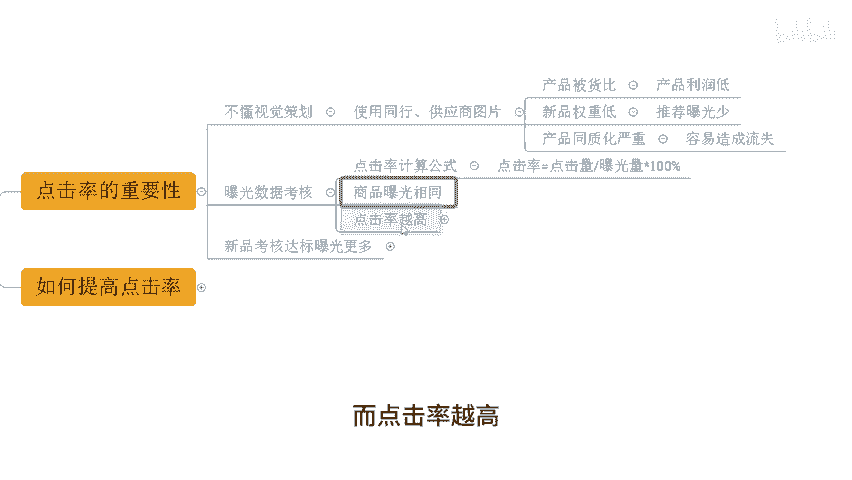 产品被货比 产品利润低
不懂视觉策划 使用同行、供应商图片 新品权重低 推荐曝光少
产品同质化严重 容易造成流失
点击率计算公式 点击率=点击量/曝光量*100%
点击率的重要性 曝光数据考核 商品曝光相同
点击率越高
新品考核达标曝光更多
如何提高点击率
而点击率越高